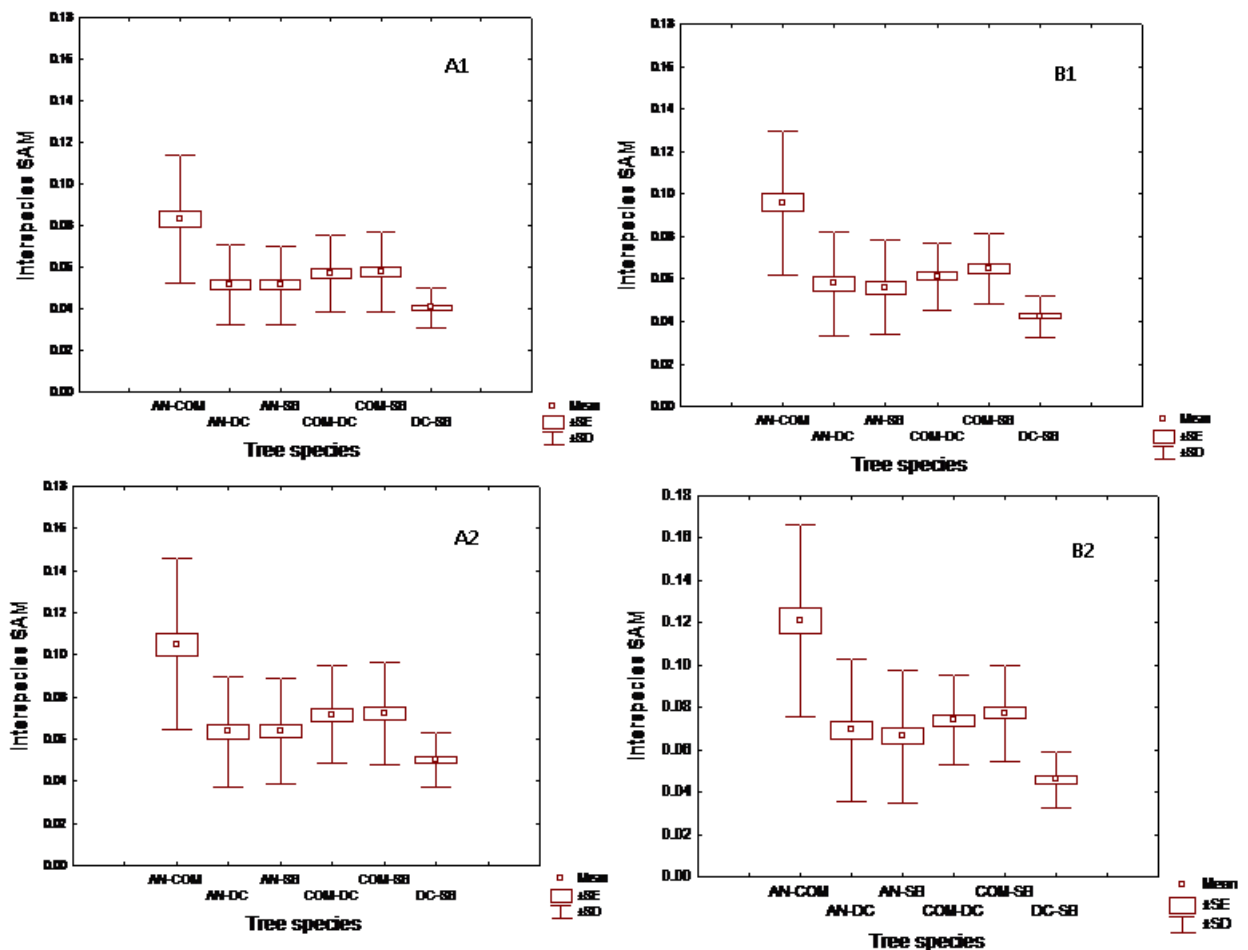 0.18
0.16
0.14
0.12
0.10
0.08
0.06
0.04
0.02
0.00
Interspecies SAM
A1
AN-COM AN-SB COM-SB
AN-DC COM-DC DC-SB
Tree species
Mean
±SE
±SD
0.18
0.16
0.14
0.12
0.10
0.08
0.06
0.04
0.02
0.00
Interspecies SAM
B1
AN-COM AN-SB COM-SB
AN-DC COM-DC DC-SB
Tree species
Mean
±SE
±SD
0.18
0.16
0.14
0.12
0.10
0.08
0.06
0.04
0.02
0.00
Interspecies SAM
A2
AN-COM AN-SB COM-SB
AN-DC COM-DC DC-SB
Tree species
Mean
±SE
±SD
0.18
0.16
0.14
0.12
0.10
0.08
0.06
0.04
0.02
0.00
Interspecies SAM
B2
AN-COM AN-SB COM-SB
AN-DC COM-DC DC-SB
Tree species
Mean
±SE
±SD